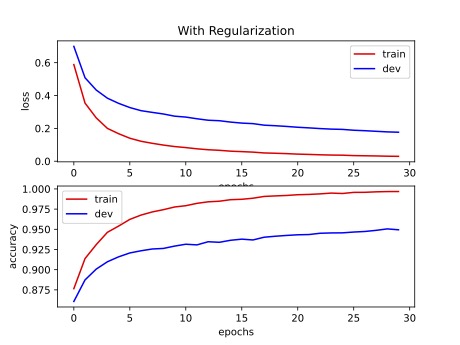 With Regularization
loss
0.6
0.4
0.2
0.0
train
dev
0 5 10 15 20 25 30
epochs
accuracy
1.000
0.975
0.950
0.925
0.900
0.875
train
dev
0 5 10 15 20 25 30
epochs